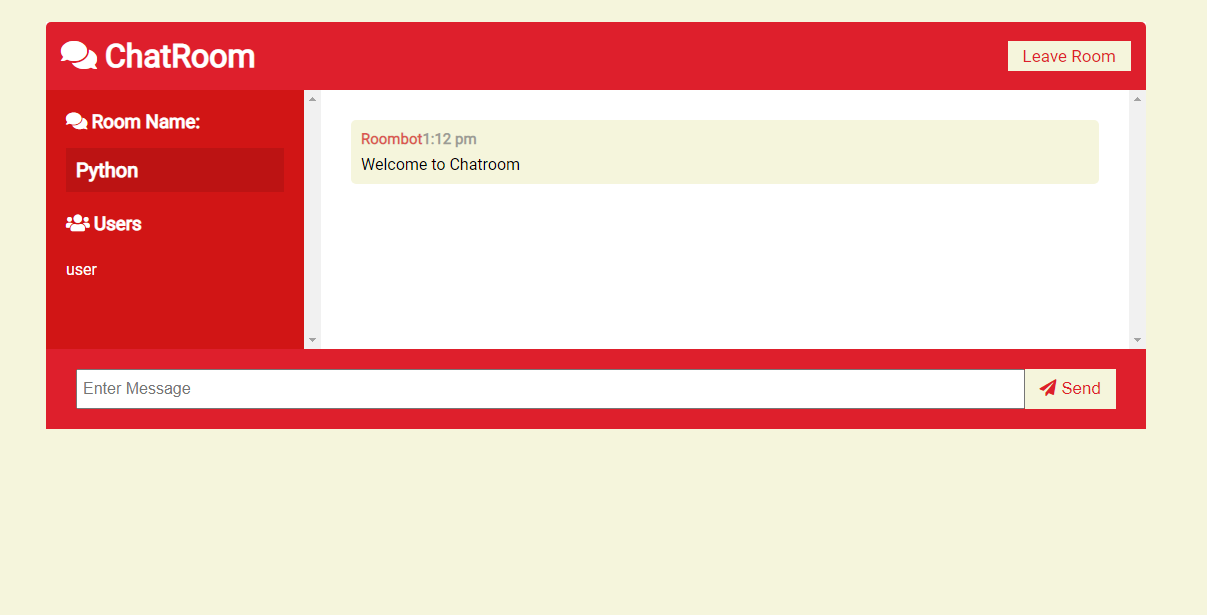 ChatRoom
Leave Room
Room Name:
Python
Users
user
Roombot1:12 pm
Welcome to Chatroom
Enter Message
Send